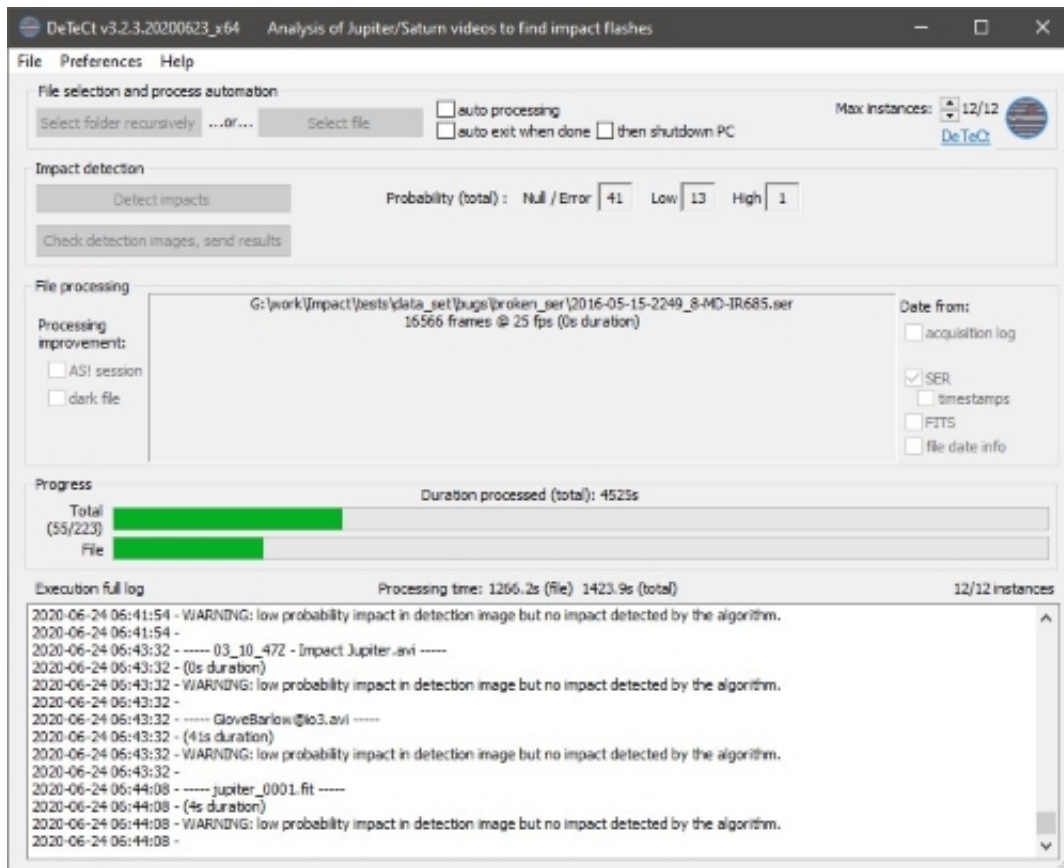 DeTeCt v3.2.3.20200623_x64 Analysis of Jupiter/Saturn videos to find impact flashes
File Preferences Help
File selection and process automation
Select folder recursively ...or... Select file
auto processing
auto exit when done then shutdown PC
Max instances: 12/12
DeTeCt
Impact detection
Detect impacts
Probability (total) : Null / Error 41 Low 13 High 1
Check detection images, send results
File processing
G:\work\Impact\tests\data_set\bugs\broken_ser\2016-05-15-2249_8-MD-IR685.ser
16566 frames @ 25 fps (0s duration)
Processing
improvement:
AS! session
dark file
Date from:
acquisition log
SER
timestamps
FITS
file date info
Progress
Duration processed (total): 4525s
Total
(55/223)
File
Execution full log Processing time: 1266.2s (file) 1423.9s (total) 12/12 instances
2020-06-24 06:41:54 - WARNING: low probability impact in detection image but no impact detected by the algorithm.
2020-06-24 06:41:54 -
2020-06-24 06:43:32 - ----- 03_10_47Z - Impact Jupiter.avi -----
2020-06-24 06:43:32 - (0s duration)
2020-06-24 06:43:32 - WARNING: low probability impact in detection image but no impact detected by the algorithm.
2020-06-24 06:43:32 -
2020-06-24 06:43:32 - ----- GloveBarlow@io3.avi -----
2020-06-24 06:43:32 - (41s duration)
2020-06-24 06:43:32 - WARNING: low probability impact in detection image but no impact detected by the algorithm.
2020-06-24 06:43:32 -
2020-06-24 06:44:08 - ----- jupiter_0001.fit -----
2020-06-24 06:44:08 - (4s duration)
2020-06-24 06:44:08 - WARNING: low probability impact in detection image but no impact detected by the algorithm.
2020-06-24 06:44:08 -